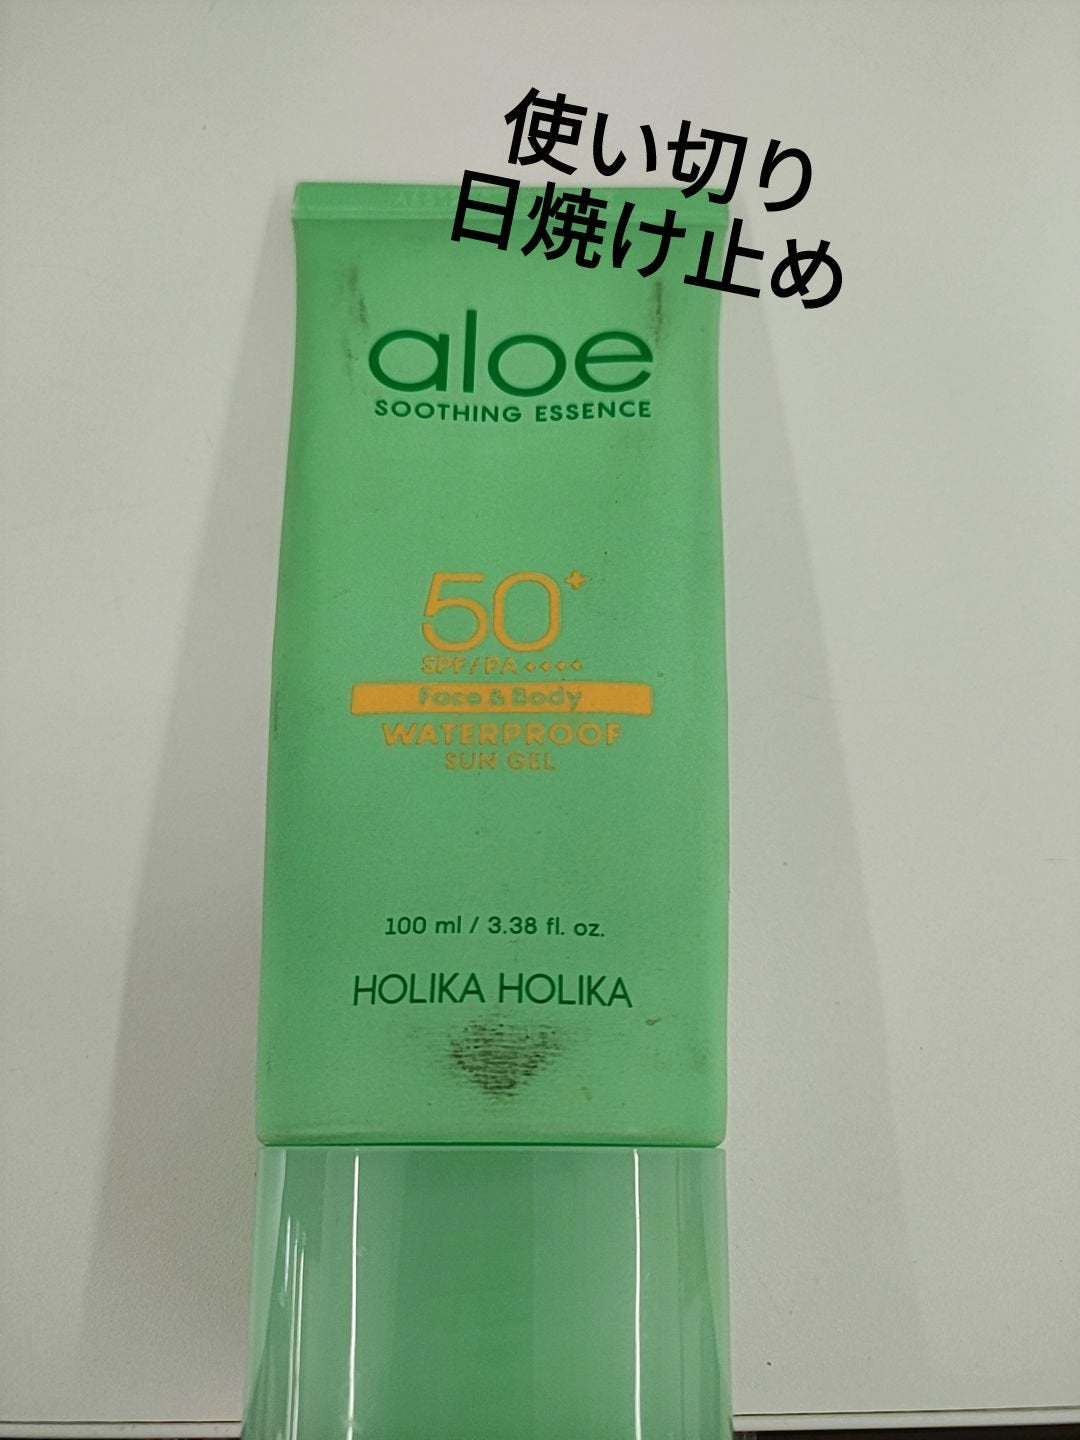 使い切り
日焼け止め
aloe
SOOTHING ESSENCE
50+
SPF/PA++++
Face & Body
WATERPROOF
SUN GEL
100 ml / 3.38 fl. oz.
HOLIKA HOLIKA